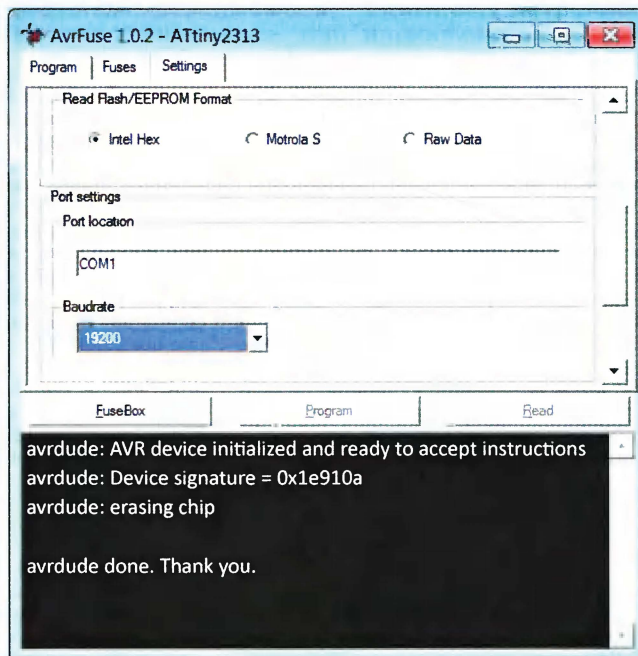 AvrFuse 1.0.2 - ATtiny2313
Program Fuses Settings
Read Flash/EEPROM Format
Intel Hex Motrola S Raw Data
Port settings
Port location
COM1
Baudrate
19200
FuseBox Program Read
avrdude: AVR device initialized and ready to accept instructions
avrdude: Device signature = 0x1e910a
avrdude: erasing chip
avrdude done. Thank you.